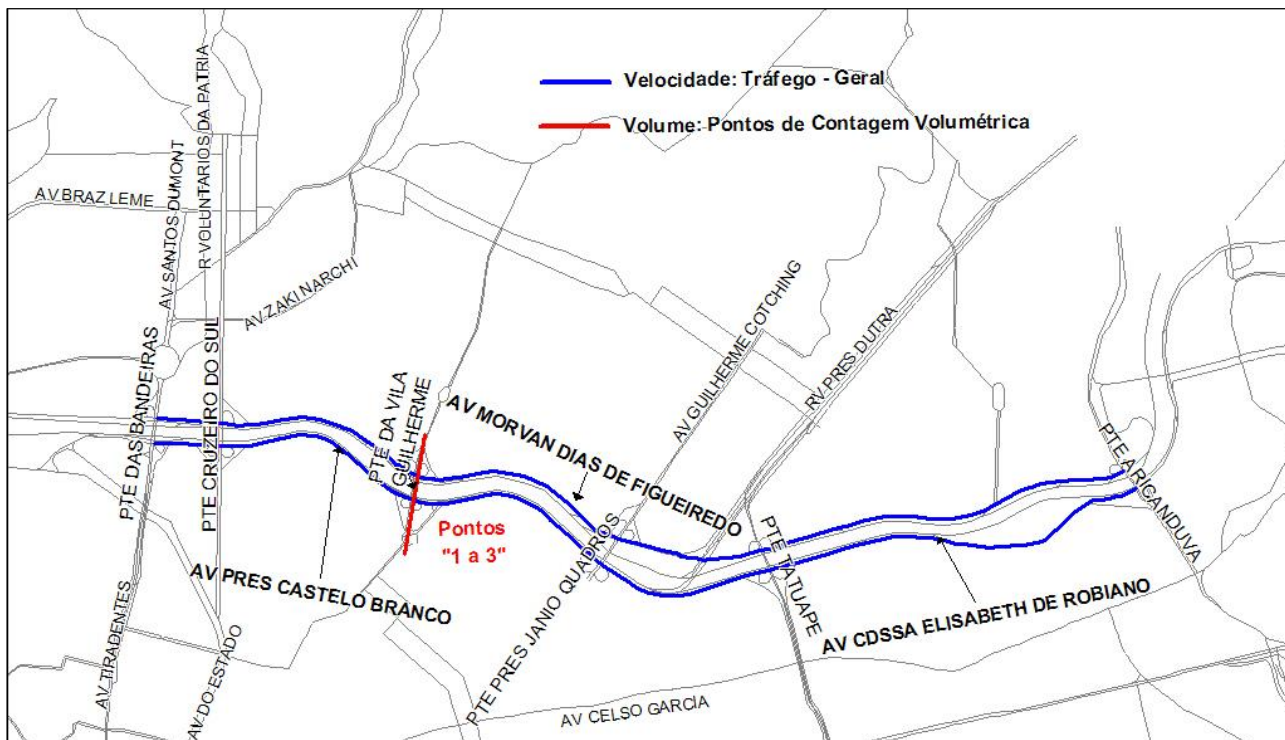 Velocidade: Tráfego - Geral
Volume: Pontos de Contagem Volumétrica
AV BRAZ LEME
AV SANTOS DUMONT
R VOLUNTARIOS DA PATRIA
AV ZAKI NARCHI
PTE DAS BANDEIRAS
PTE CRUZEIRO DO SUL
PTE DA VILA
GUILHERME
AV MORVAN DIAS DE FIGUEIREDO
AV GUILHERME COTCHING
RV PRES DUTRA
PTE ARICANDUVA
Pontos
"1 a 3"
AV PRES CASTELO BRANCO
PTE PRES JANIO QUADROS
PTE TATUAPE
AV CDSSA ELISABETH DE ROBIANO
AV TIRADENTES
AV DO ESTADO
AV CELSO GARCIA